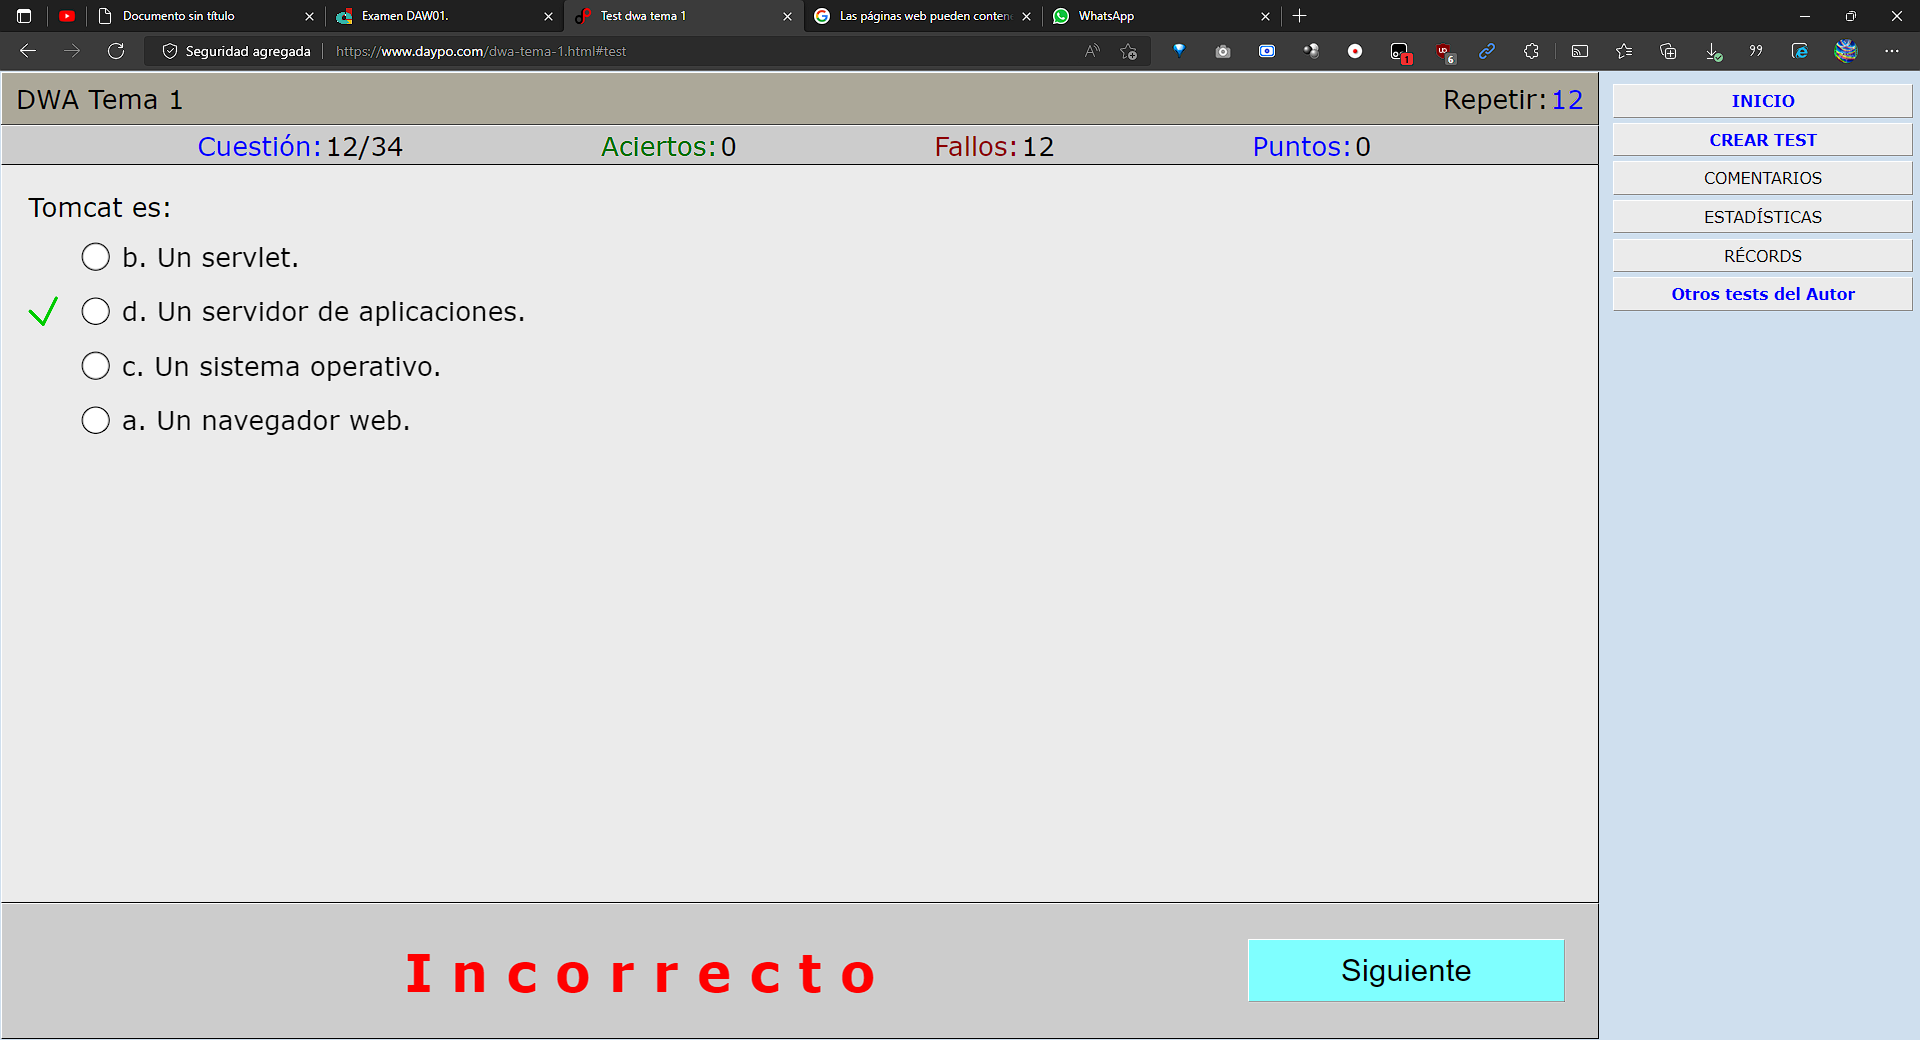 Documento sin título
Examen DAW01.
Test dwa tema 1
Las páginas web pueden conten
WhatsApp
Seguridad agregada
https://www.daypo.com/dwa-tema-1.html#test
1
6
DWA Tema 1
Repetir: 12
Cuestión: 12/34
Aciertos: 0
Fallos: 12
Puntos: 0
Tomcat es:
b. Un servlet.
d. Un servidor de aplicaciones.
c. Un sistema operativo.
a. Un navegador web.
Incorrecto
Siguiente
INICIO
CREAR TEST
COMENTARIOS
ESTADÍSTICAS
RÉCORDS
Otros tests del Autor